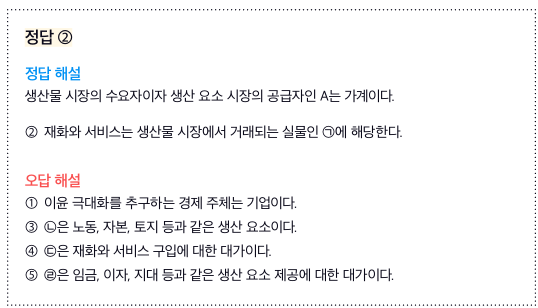 정답 ②
정답 해설
생산물 시장의 수요자이자 생산 요소 시장의 공급자인 A는 가계이다.
② 재화와 서비스는 생산물 시장에서 거래되는 실물인 ㉠에 해당한다.
오답 해설
① 이윤 극대화를 추구하는 경제 주체는 기업이다.
③ ㉡은 노동, 자본, 토지 등과 같은 생산 요소이다.
④ ㉢은 재화와 서비스 구입에 대한 대가이다.
⑤ ㉣은 임금, 이자, 지대 등과 같은 생산 요소 제공에 대한 대가이다.